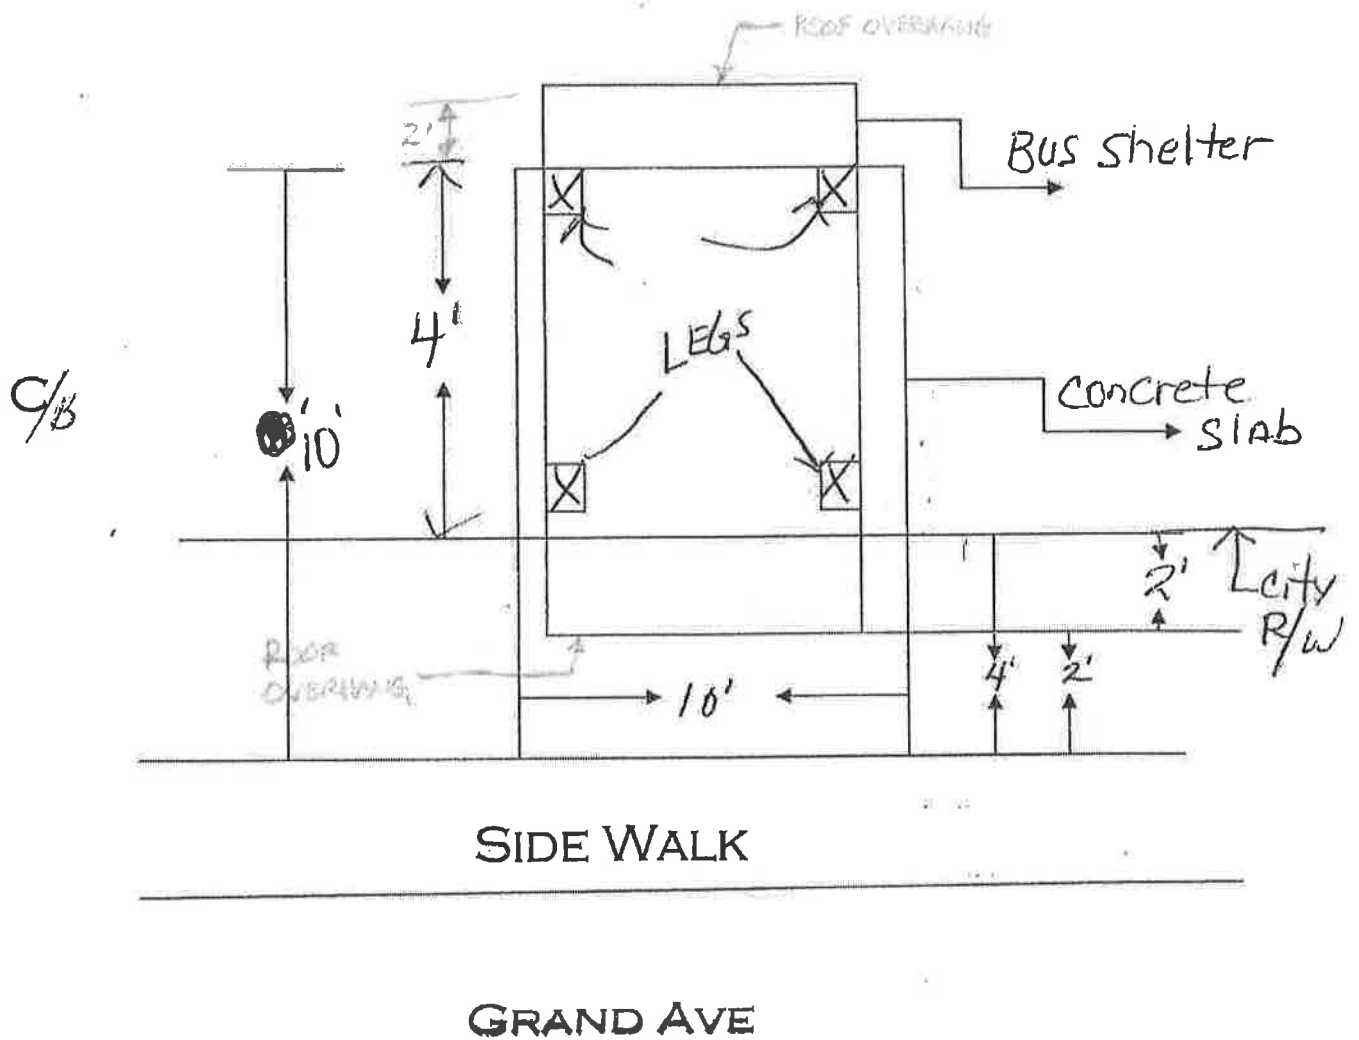 ROOF OVERHANG
2'
Bus Shelter
4'
LEGS
C/B
10'
Concrete
Slab
2'
City
R/W
ROOF
OVERHANG
4'
2'
10'
SIDE WALK
GRAND AVE